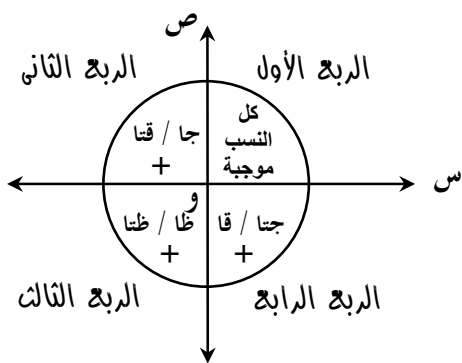 ص
الربع الأول
الربع الثانى
كل
النسب
موجبة
جا / قتا
+
س
و
جتا / قا
+
ظا / ظتا
+
الربع الرابع
الربع الثالث